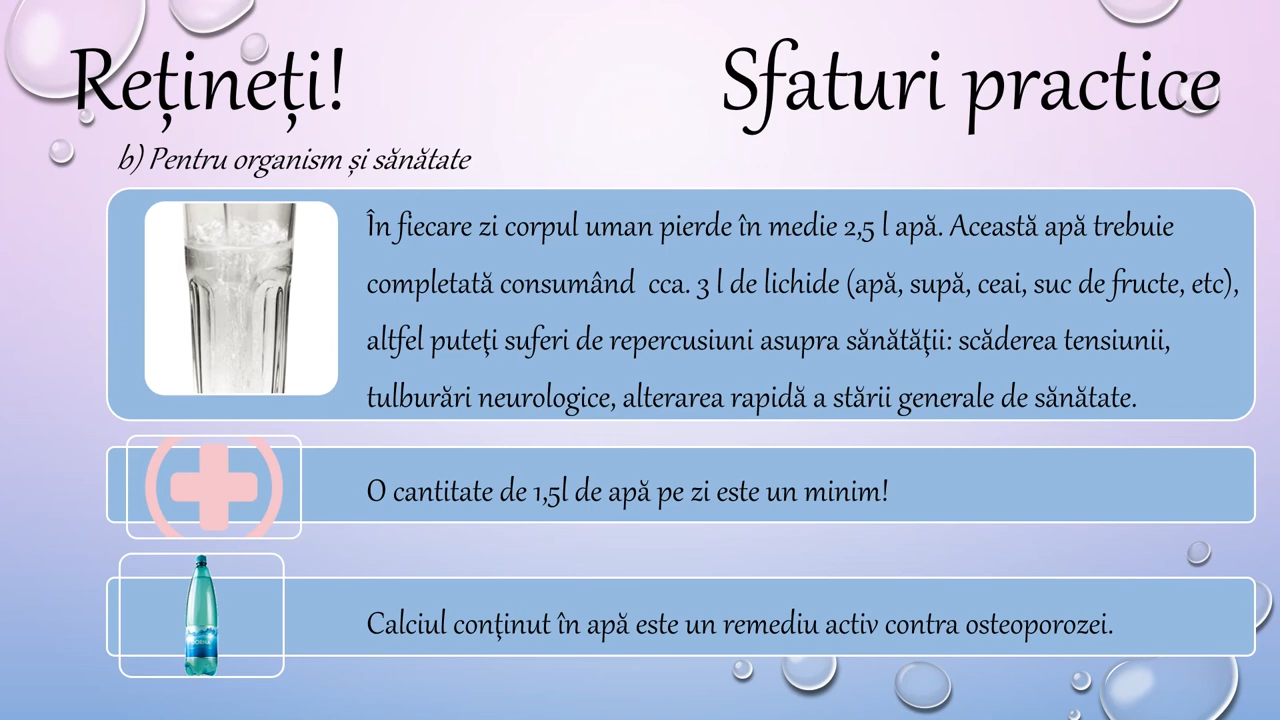 Rețineți!
Sfaturi practice
b) Pentru organism și sănătate
În fiecare zi corpul uman pierde în medie 2,5 l apă. Această apă trebuie
completată consumând cca. 3 l de lichide (apă, supă, ceai, suc de fructe, etc),
altfel puteţi suferi de repercusiuni asupra sănătăţii: scăderea tensiunii,
tulburări neurologice, alterarea rapidă a stării generale de sănătate.
O cantitate de 1,5l de apă pe zi este un minim!
Calciul conţinut în apă este un remediu activ contra osteoporozei.